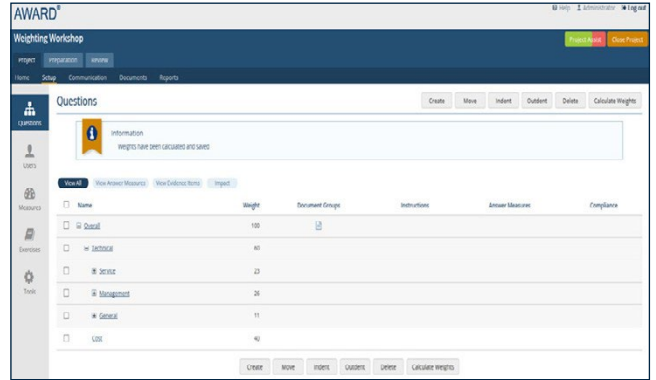 AWARD®
Help Administrator Log out
Weighting Workshop
Project Assist Close Project
Project Preparation Review
Home Setup Communication Documents Reports
Questions
Create Move Indent Outdent Delete Calculate Weights
Questions
Users
Measures
Exercises
Tools
Information
Weights have been calculated and saved
View All View Answer Measures View Evidence Items Impact
Name Weight Document Groups Instructions Answer Measures Compliance
Overall 100
Technical 60
Service 23
Management 26
General 11
Cost 40
Create Move Indent Outdent Delete Calculate Weights